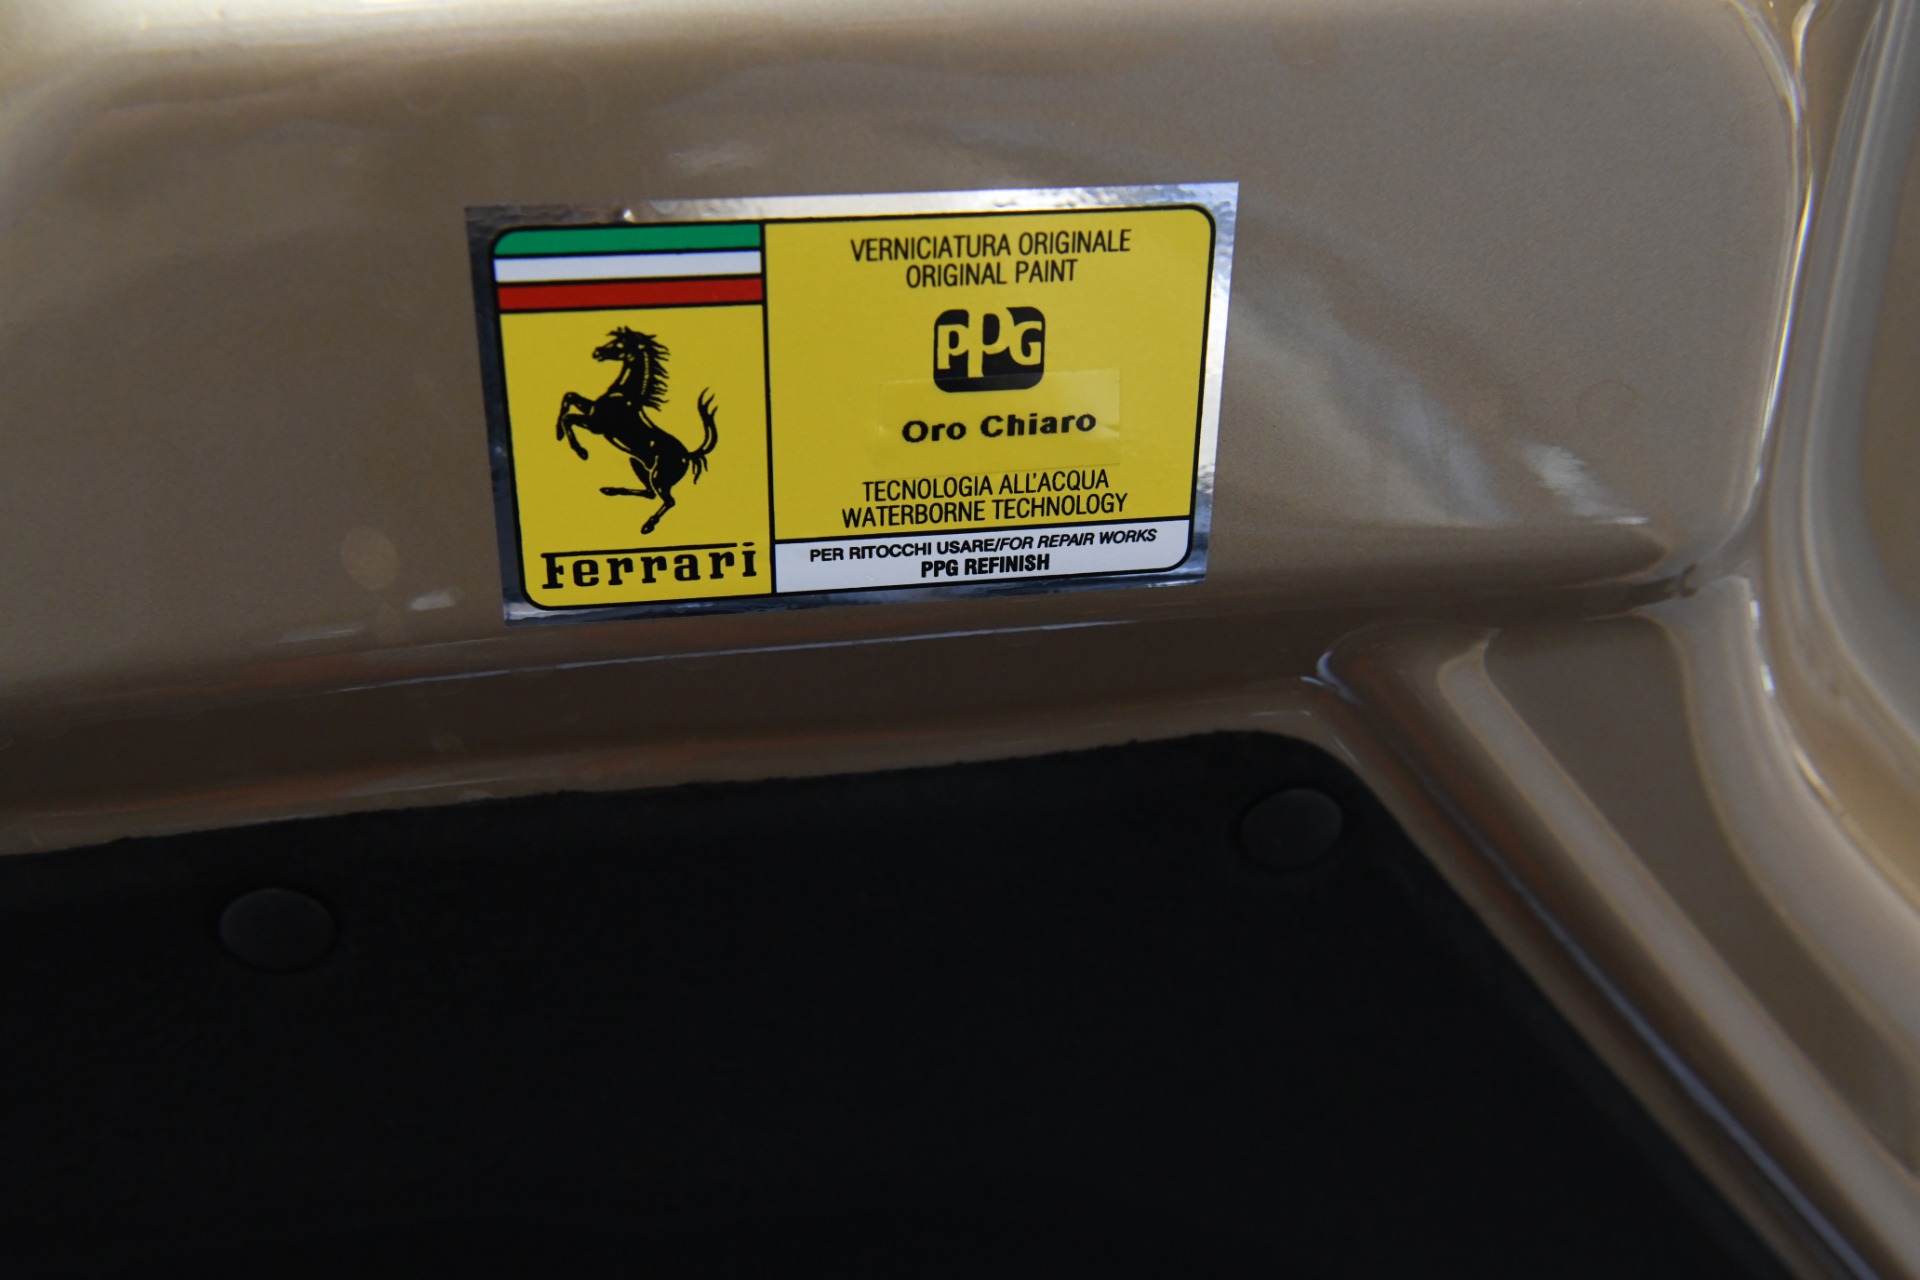 VERNICIATURA ORIGINALE
ORIGINAL PAINT
PPG
Oro Chiaro
TECNOLOGIA ALL'ACQUA
WATERBORNE TECHNOLOGY
PER RITOCCHI USARE/FOR REPAIR WORKS
PPG REFINISH
Ferrari